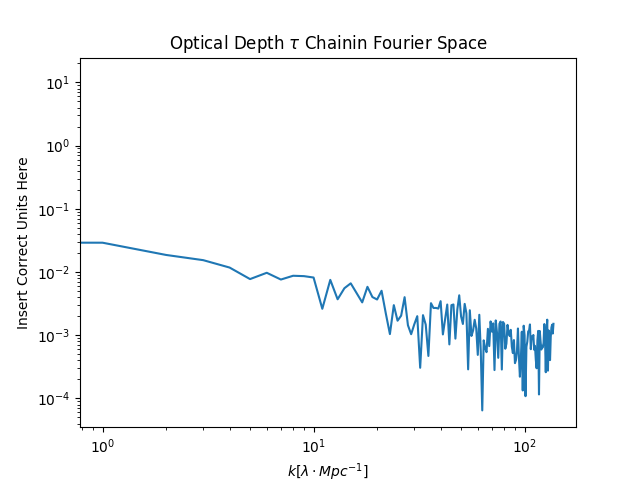 Optical Depth τ Chainin Fourier Space
Insert Correct Units Here
10¹
10⁰
10⁻¹
10⁻²
10⁻³
10⁻⁴
10⁰ 10¹ 10²
k[λ · Mpc⁻¹]